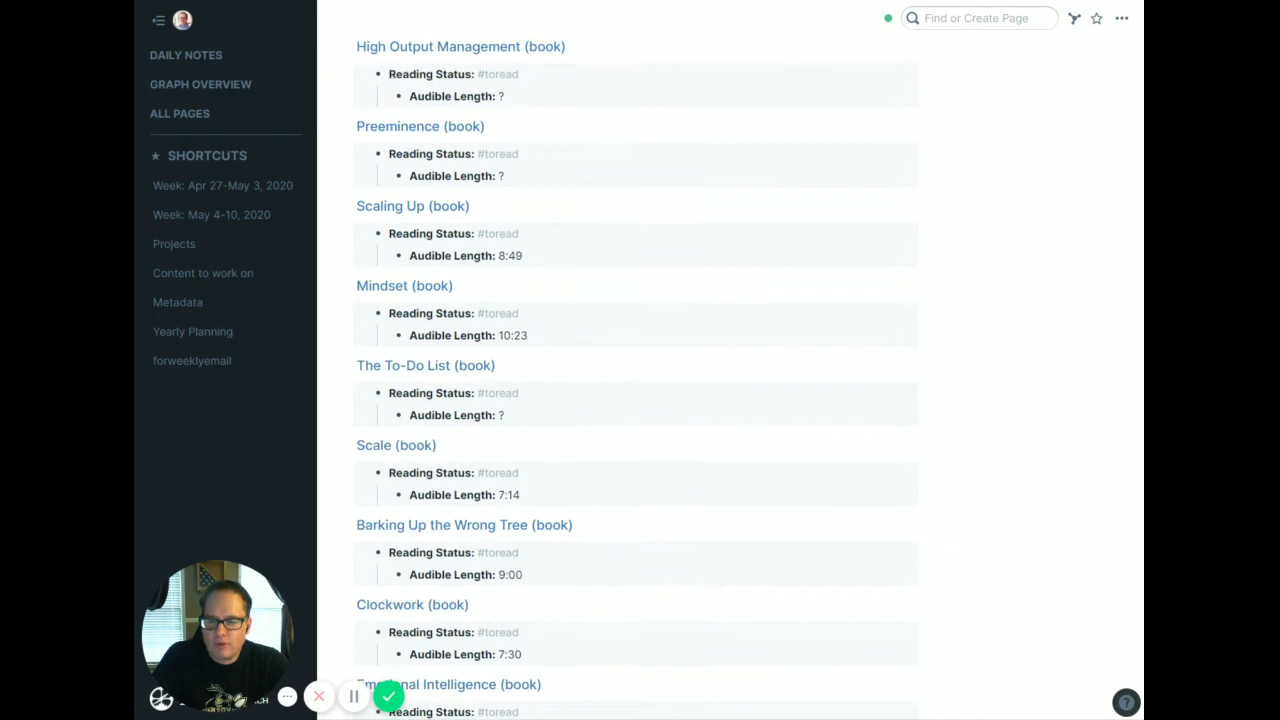 Find or Create Page
DAILY NOTES
GRAPH OVERVIEW
ALL PAGES
★ SHORTCUTS
Week: Apr 27-May 3, 2020
Week: May 4-10, 2020
Projects
Content to work on
Metadata
Yearly Planning
forweeklyemail
High Output Management (book)
• Reading Status: #toread
• Audible Length: ?
Preeminence (book)
• Reading Status: #toread
• Audible Length: ?
Scaling Up (book)
• Reading Status: #toread
• Audible Length: 8:49
Mindset (book)
• Reading Status: #toread
• Audible Length: 10:23
The To-Do List (book)
• Reading Status: #toread
• Audible Length: ?
Scale (book)
• Reading Status: #toread
• Audible Length: 7:14
Barking Up the Wrong Tree (book)
• Reading Status: #toread
• Audible Length: 9:00
Clockwork (book)
• Reading Status: #toread
• Audible Length: 7:30
Emotional Intelligence (book)
• Reading Status: #toread